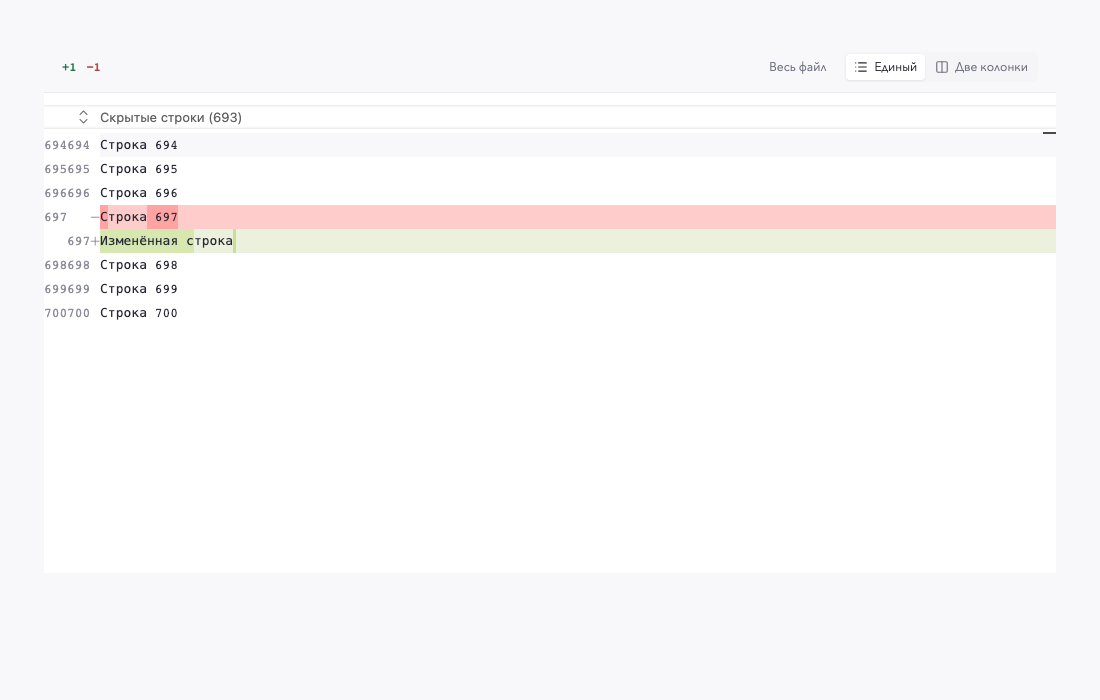 +1 −1 Весь файл Единый Две колонки
Скрытые строки (693)
694694 Строка 694
695695 Строка 695
696696 Строка 696
697 −Строка 697
697+Изменённая строка
698698 Строка 698
699699 Строка 699
700700 Строка 700